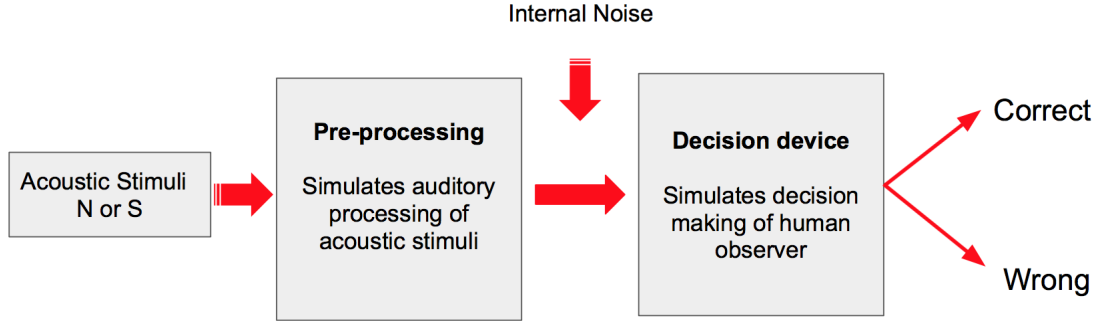 Internal Noise
Acoustic Stimuli
N or S
Pre-processing
Simulates auditory
processing of
acoustic stimuli
Decision device
Simulates decision
making of human
observer
Correct
Wrong